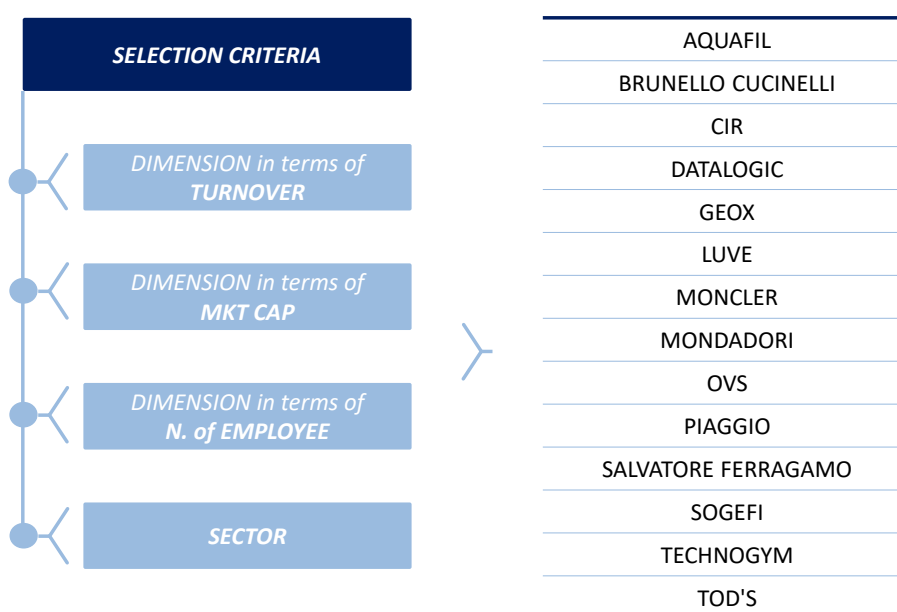 SELECTION CRITERIA
DIMENSION in terms of
TURNOVER
DIMENSION in terms of
MKT CAP
DIMENSION in terms of
N. of EMPLOYEE
SECTOR
AQUAFIL
BRUNELLO CUCINELLI
CIR
DATALOGIC
GEOX
LUVE
MONCLER
MONDADORI
OVS
PIAGGIO
SALVATORE FERRAGAMO
SOGEFI
TECHNOGYM
TOD'S